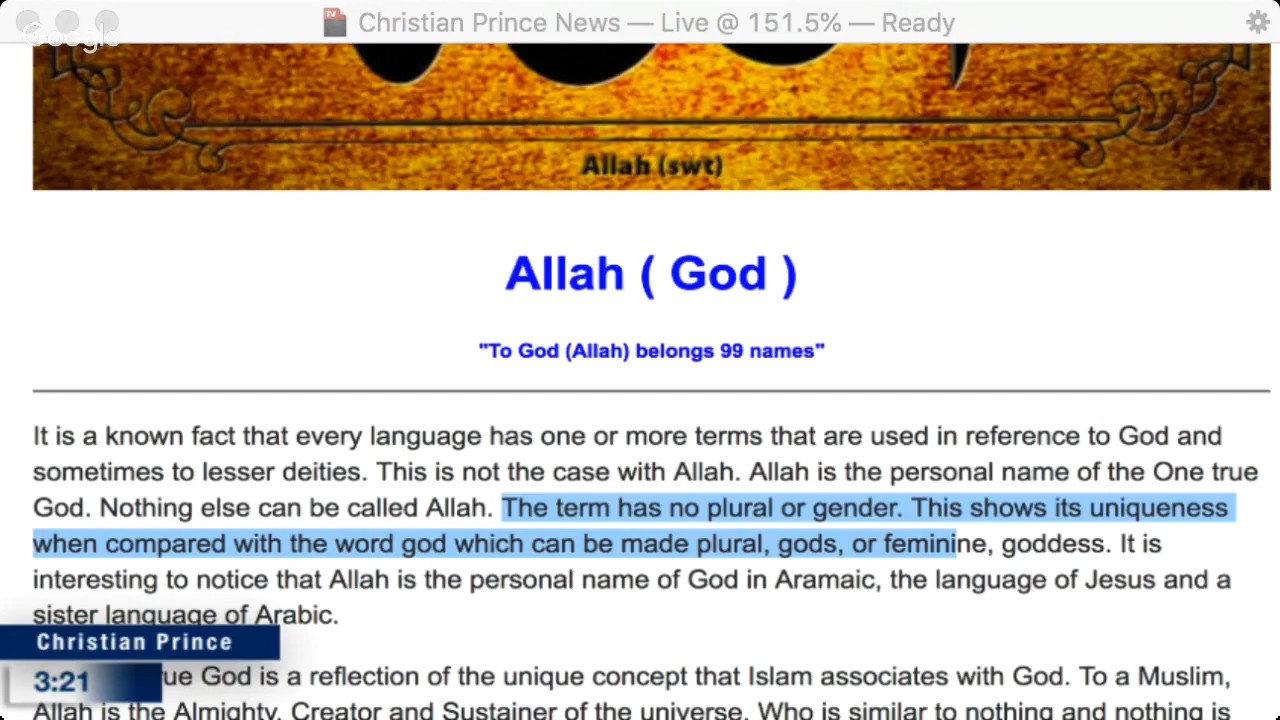 Christian Prince News — Live @ 151.5% — Ready
Google
Allah (swt)
Allah ( God )
"To God (Allah) belongs 99 names"
It is a known fact that every language has one or more terms that are used in reference to God and
sometimes to lesser deities. This is not the case with Allah. Allah is the personal name of the One true
God. Nothing else can be called Allah. The term has no plural or gender. This shows its uniqueness
when compared with the word god which can be made plural, gods, or feminine, goddess. It is
interesting to notice that Allah is the personal name of God in Aramaic, the language of Jesus and a
sister language of Arabic.
Christian Prince
3:21
God is a reflection of the unique concept that Islam associates with God. To a Muslim,
Allah is the Almighty, Creator and Sustainer of the universe, Who is similar to nothing and nothing is